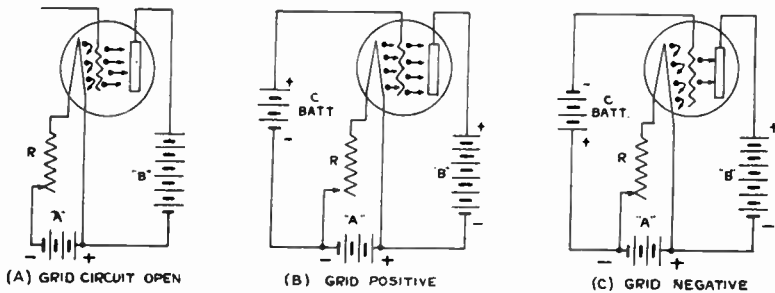 R
"B"
"A"
- +
(A) GRID CIRCUIT OPEN
+
C
BATT
-
R
+
"B"
-
"A"
- +
(B) GRID POSITIVE
-
C
BATT.
+
R
+
"B"
-
"A"
- +
(C) GRID NEGATIVE